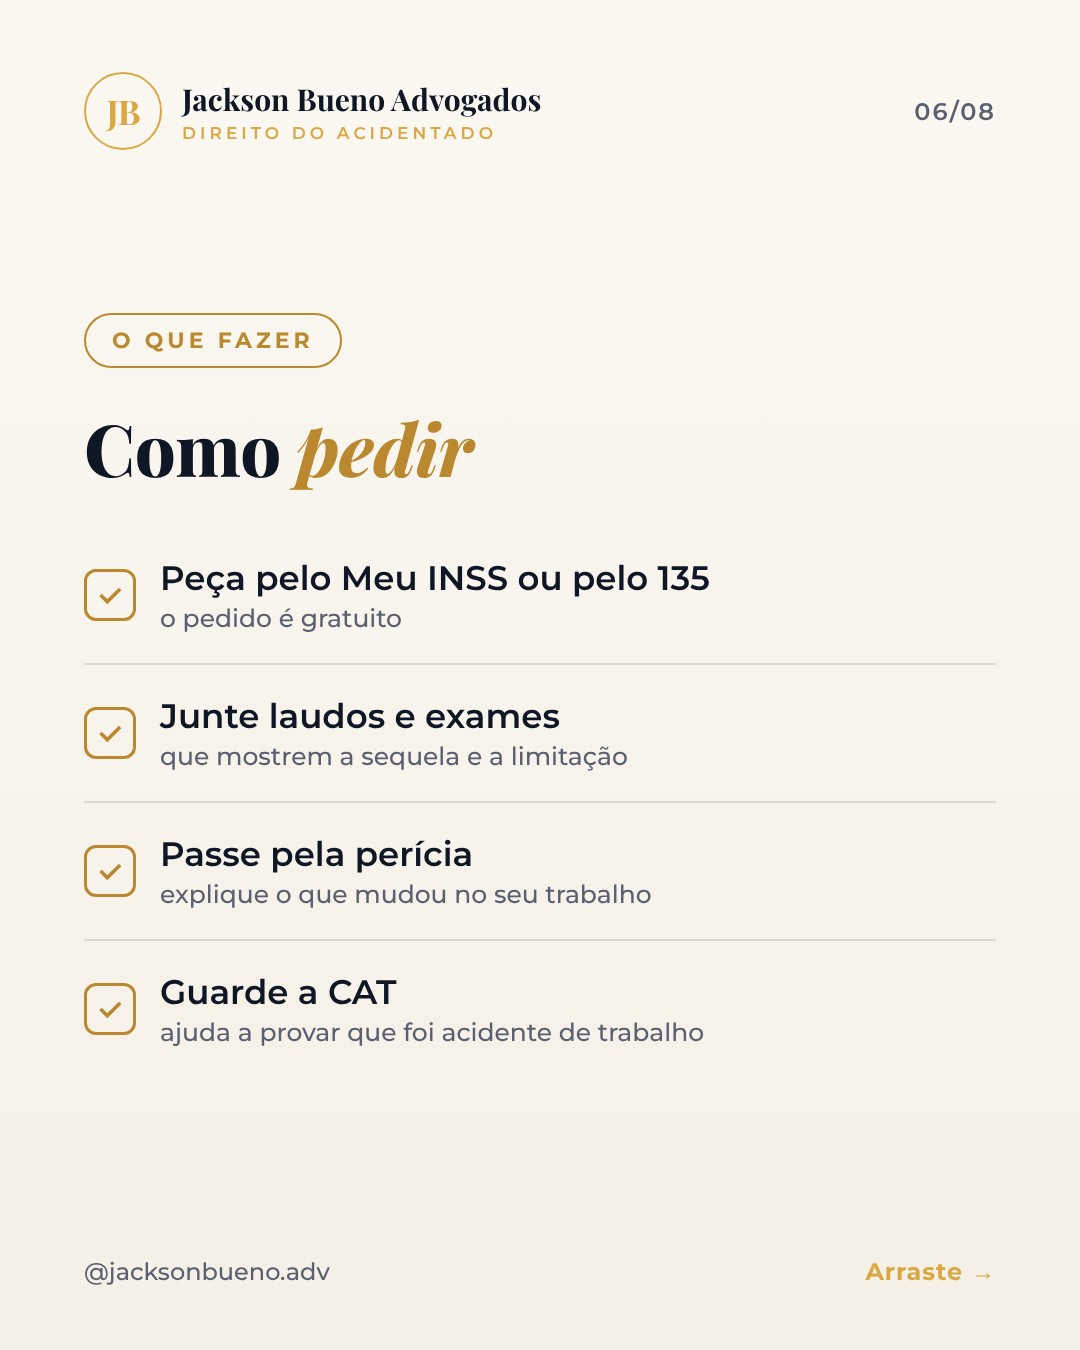 JB
Jackson Bueno Advogados
DIREITO DO ACIDENTADO
06/08
O QUE FAZER
Como pedir
Peça pelo Meu INSS ou pelo 135
o pedido é gratuito
Junte laudos e exames
que mostrem a sequela e a limitação
Passe pela perícia
explique o que mudou no seu trabalho
Guarde a CAT
ajuda a provar que foi acidente de trabalho
@jacksonbueno.adv
Arraste →